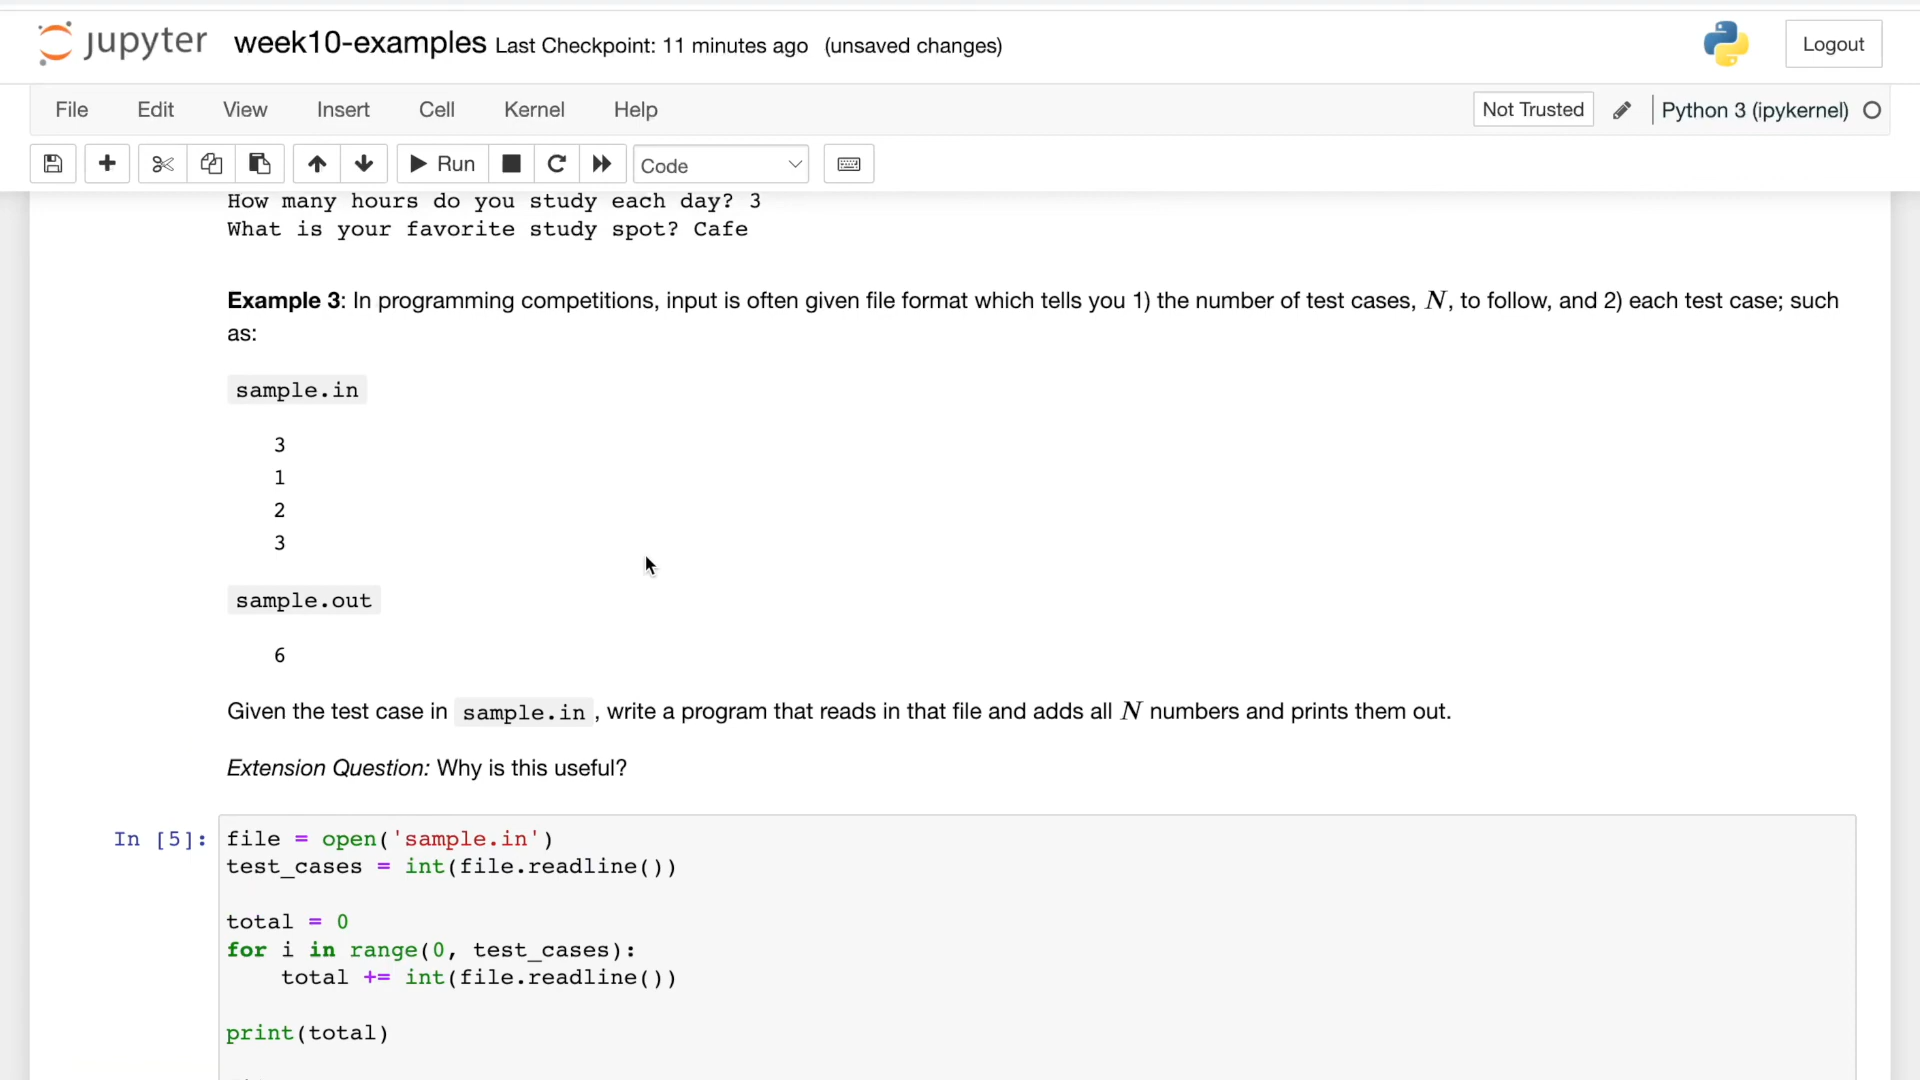 jupyter week10-examples Last Checkpoint: 11 minutes ago (unsaved changes)
Logout
File Edit View Insert Cell Kernel Help
Not Trusted Python 3 (ipykernel)
Run Code
How many hours do you study each day? 3
What is your favorite study spot? Cafe
Example 3: In programming competitions, input is often given file format which tells you 1) the number of test cases, N, to follow, and 2) each test case; such
as:
sample.in
3
1
2
3
sample.out
6
Given the test case in sample.in , write a program that reads in that file and adds all N numbers and prints them out.
Extension Question: Why is this useful?
In [5]: file = open('sample.in')
test_cases = int(file.readline())
total = 0
for i in range(0, test_cases):
    total += int(file.readline())
print(total)